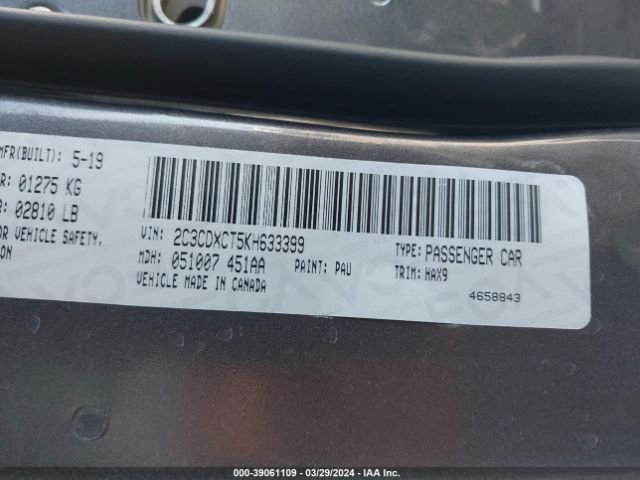 MFR(BUILT): 5-19
R: 01275 KG
R: 02810 LB
OR VEHICLE SAFETY,
ON
VIN: 2C3CDXCT5KH633399
TYPE: PASSENGER CAR
MDH: 051007 451AA PAINT: PAU
TRIM: HAX9
VEHICLE MADE IN CANADA
4658843
000-39061109 | 03/29/2024 | IAA Inc.